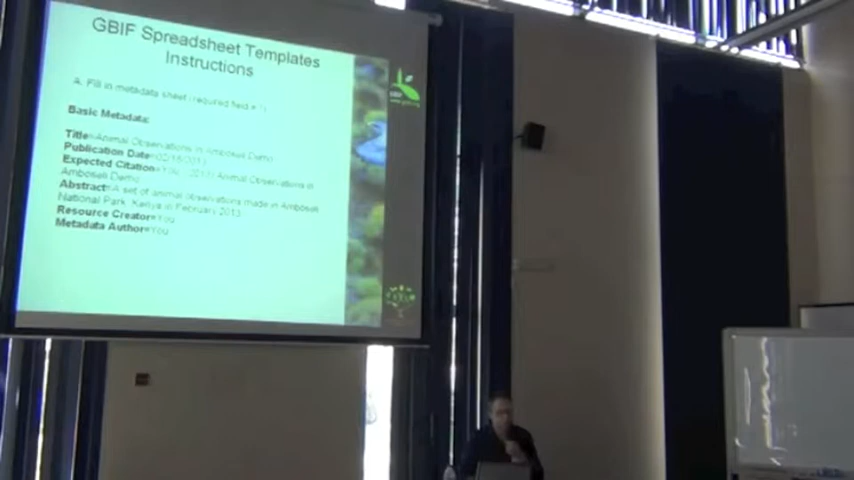 GBIF Spreadsheet Templates
Instructions
A. Fill in metadata sheet (required field = *)
Basic Metadata:
Title=Animal Observations in Amboseli Demo
Publication Date=02/18/2013
Expected Citation=You. (2013) Animal Observations in
Amboseli Demo
Abstract=A set of animal observations made in Amboseli
National Park, Kenya in February 2013
Resource Creator=You
Metadata Author=You
GBIF